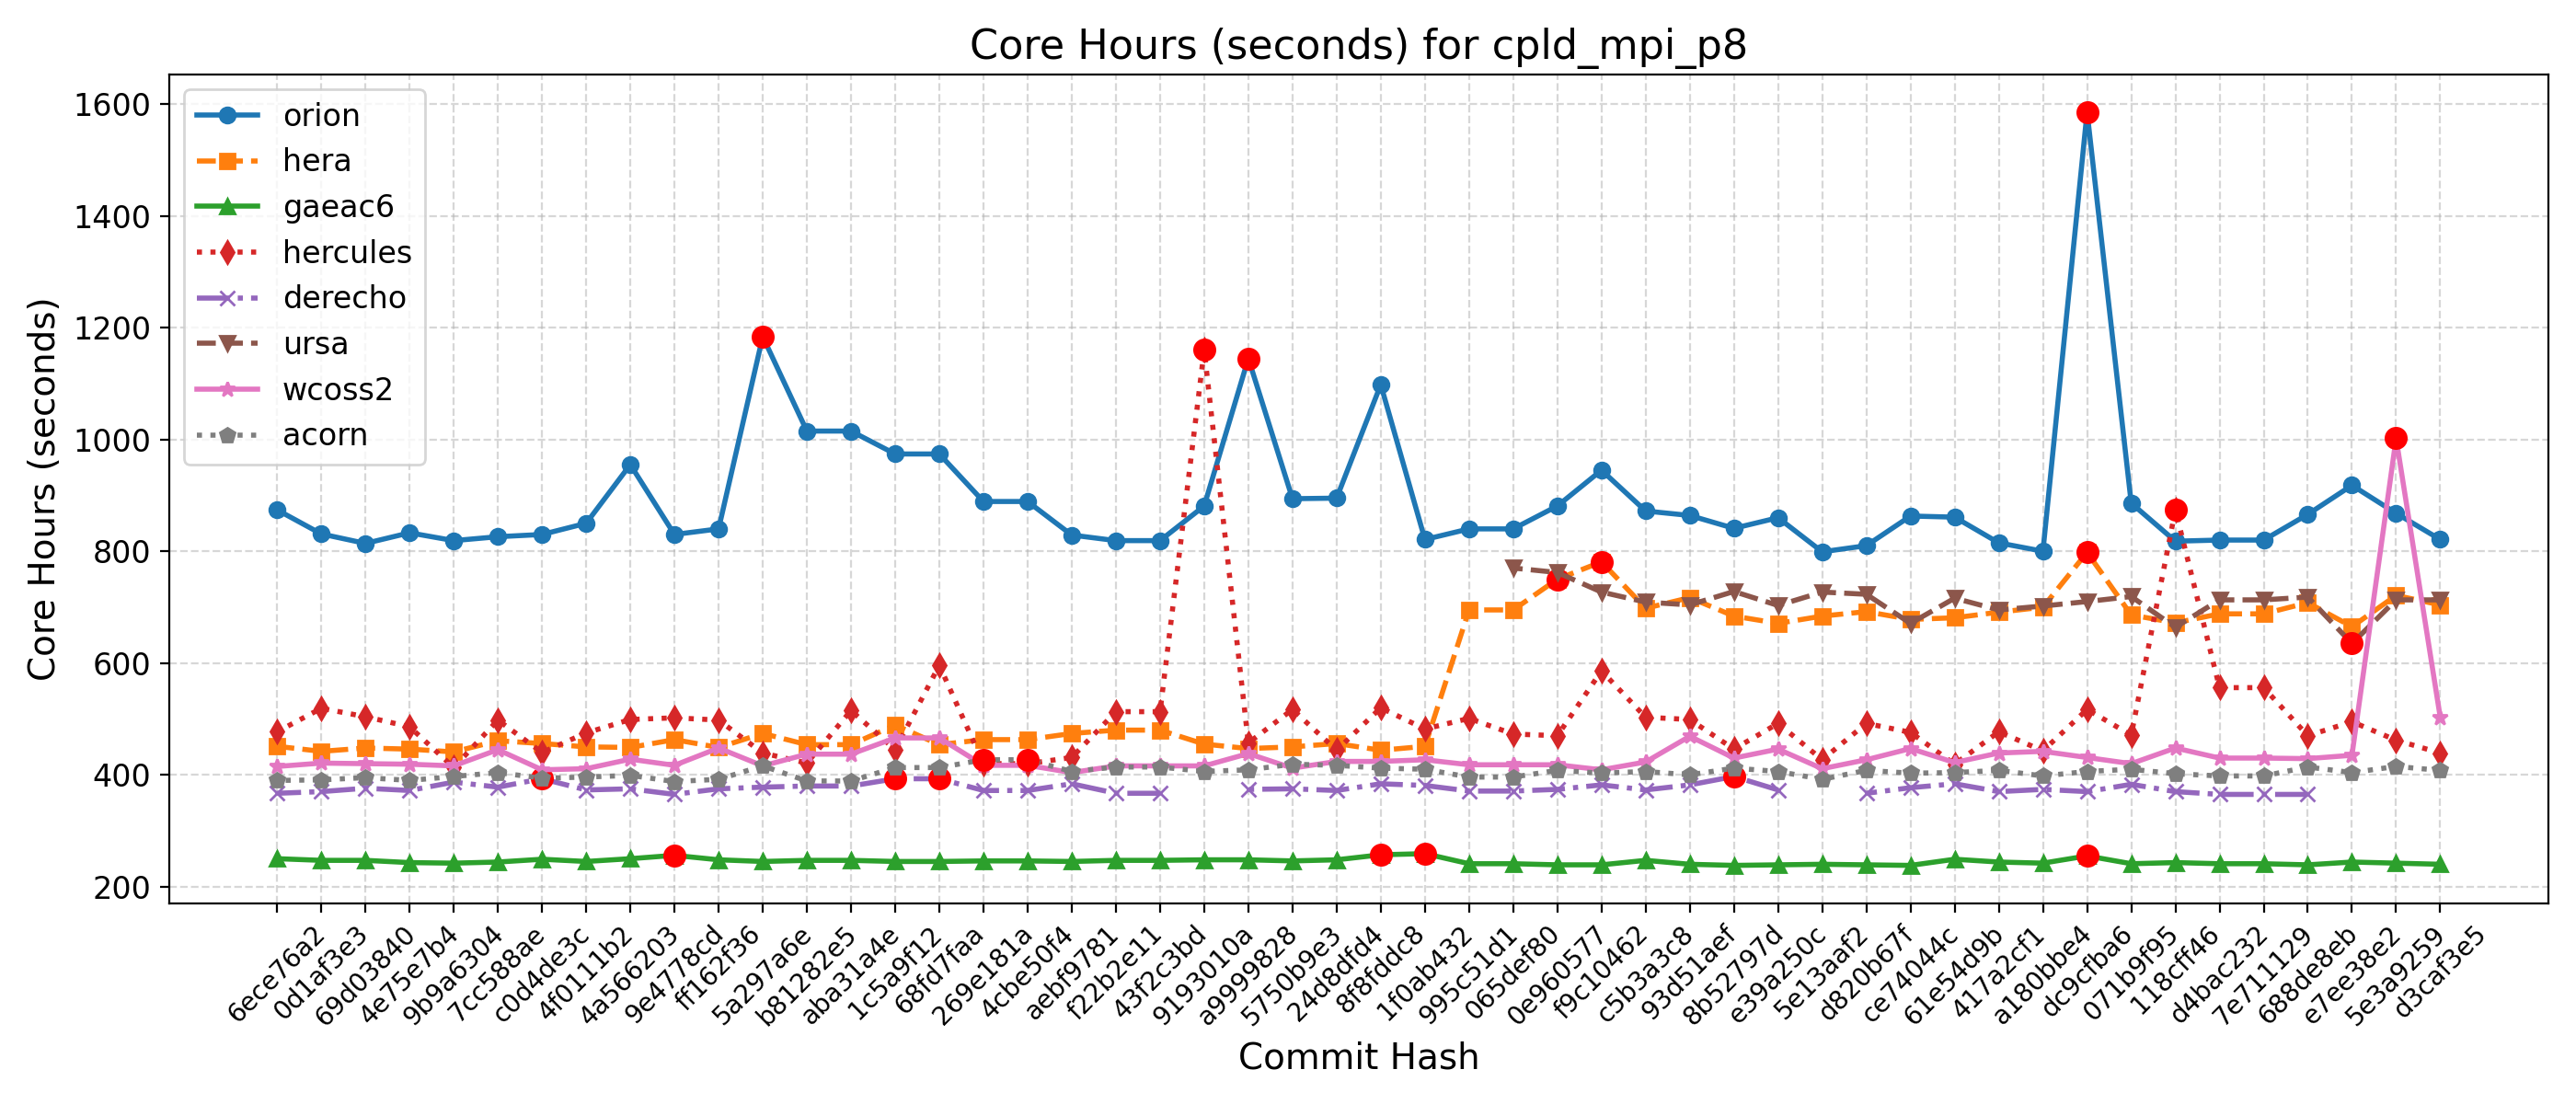 Core Hours (seconds) for cpld_mpi_p8
Core Hours (seconds)
1600
1400
1200
1000
800
600
400
200
orion
hera
gaeac6
hercules
derecho
ursa
wcoss2
acorn
6ece76a2
0d1af3e3
69d03840
4e75e7b4
9b9a6304
7cc588ae
c0d4de3c
4f0111b2
4a566203
9e4778cd
ff162f36
5a297a6e
b81282e5
aba31a4e
1c5a9f12
68fd7faa
269e181a
4cbe50f4
aebf9781
f22b2e11
43f2c3bd
9193010a
a9999828
5750b9e3
24d8dfd4
8f8fddc8
1f0ab432
995c51d1
065def80
0e960577
f9c10462
c5b3a3c8
93d51aef
8b52797d
e39a250c
5e13aaf2
d820b67f
ce74044c
61e54d9b
417a2cf1
a180bbe4
dc9cfba6
071b9f95
118cff46
d4bac232
7e711129
688de8eb
e7ee38e2
5e3a9259
d3caf3e5
Commit Hash